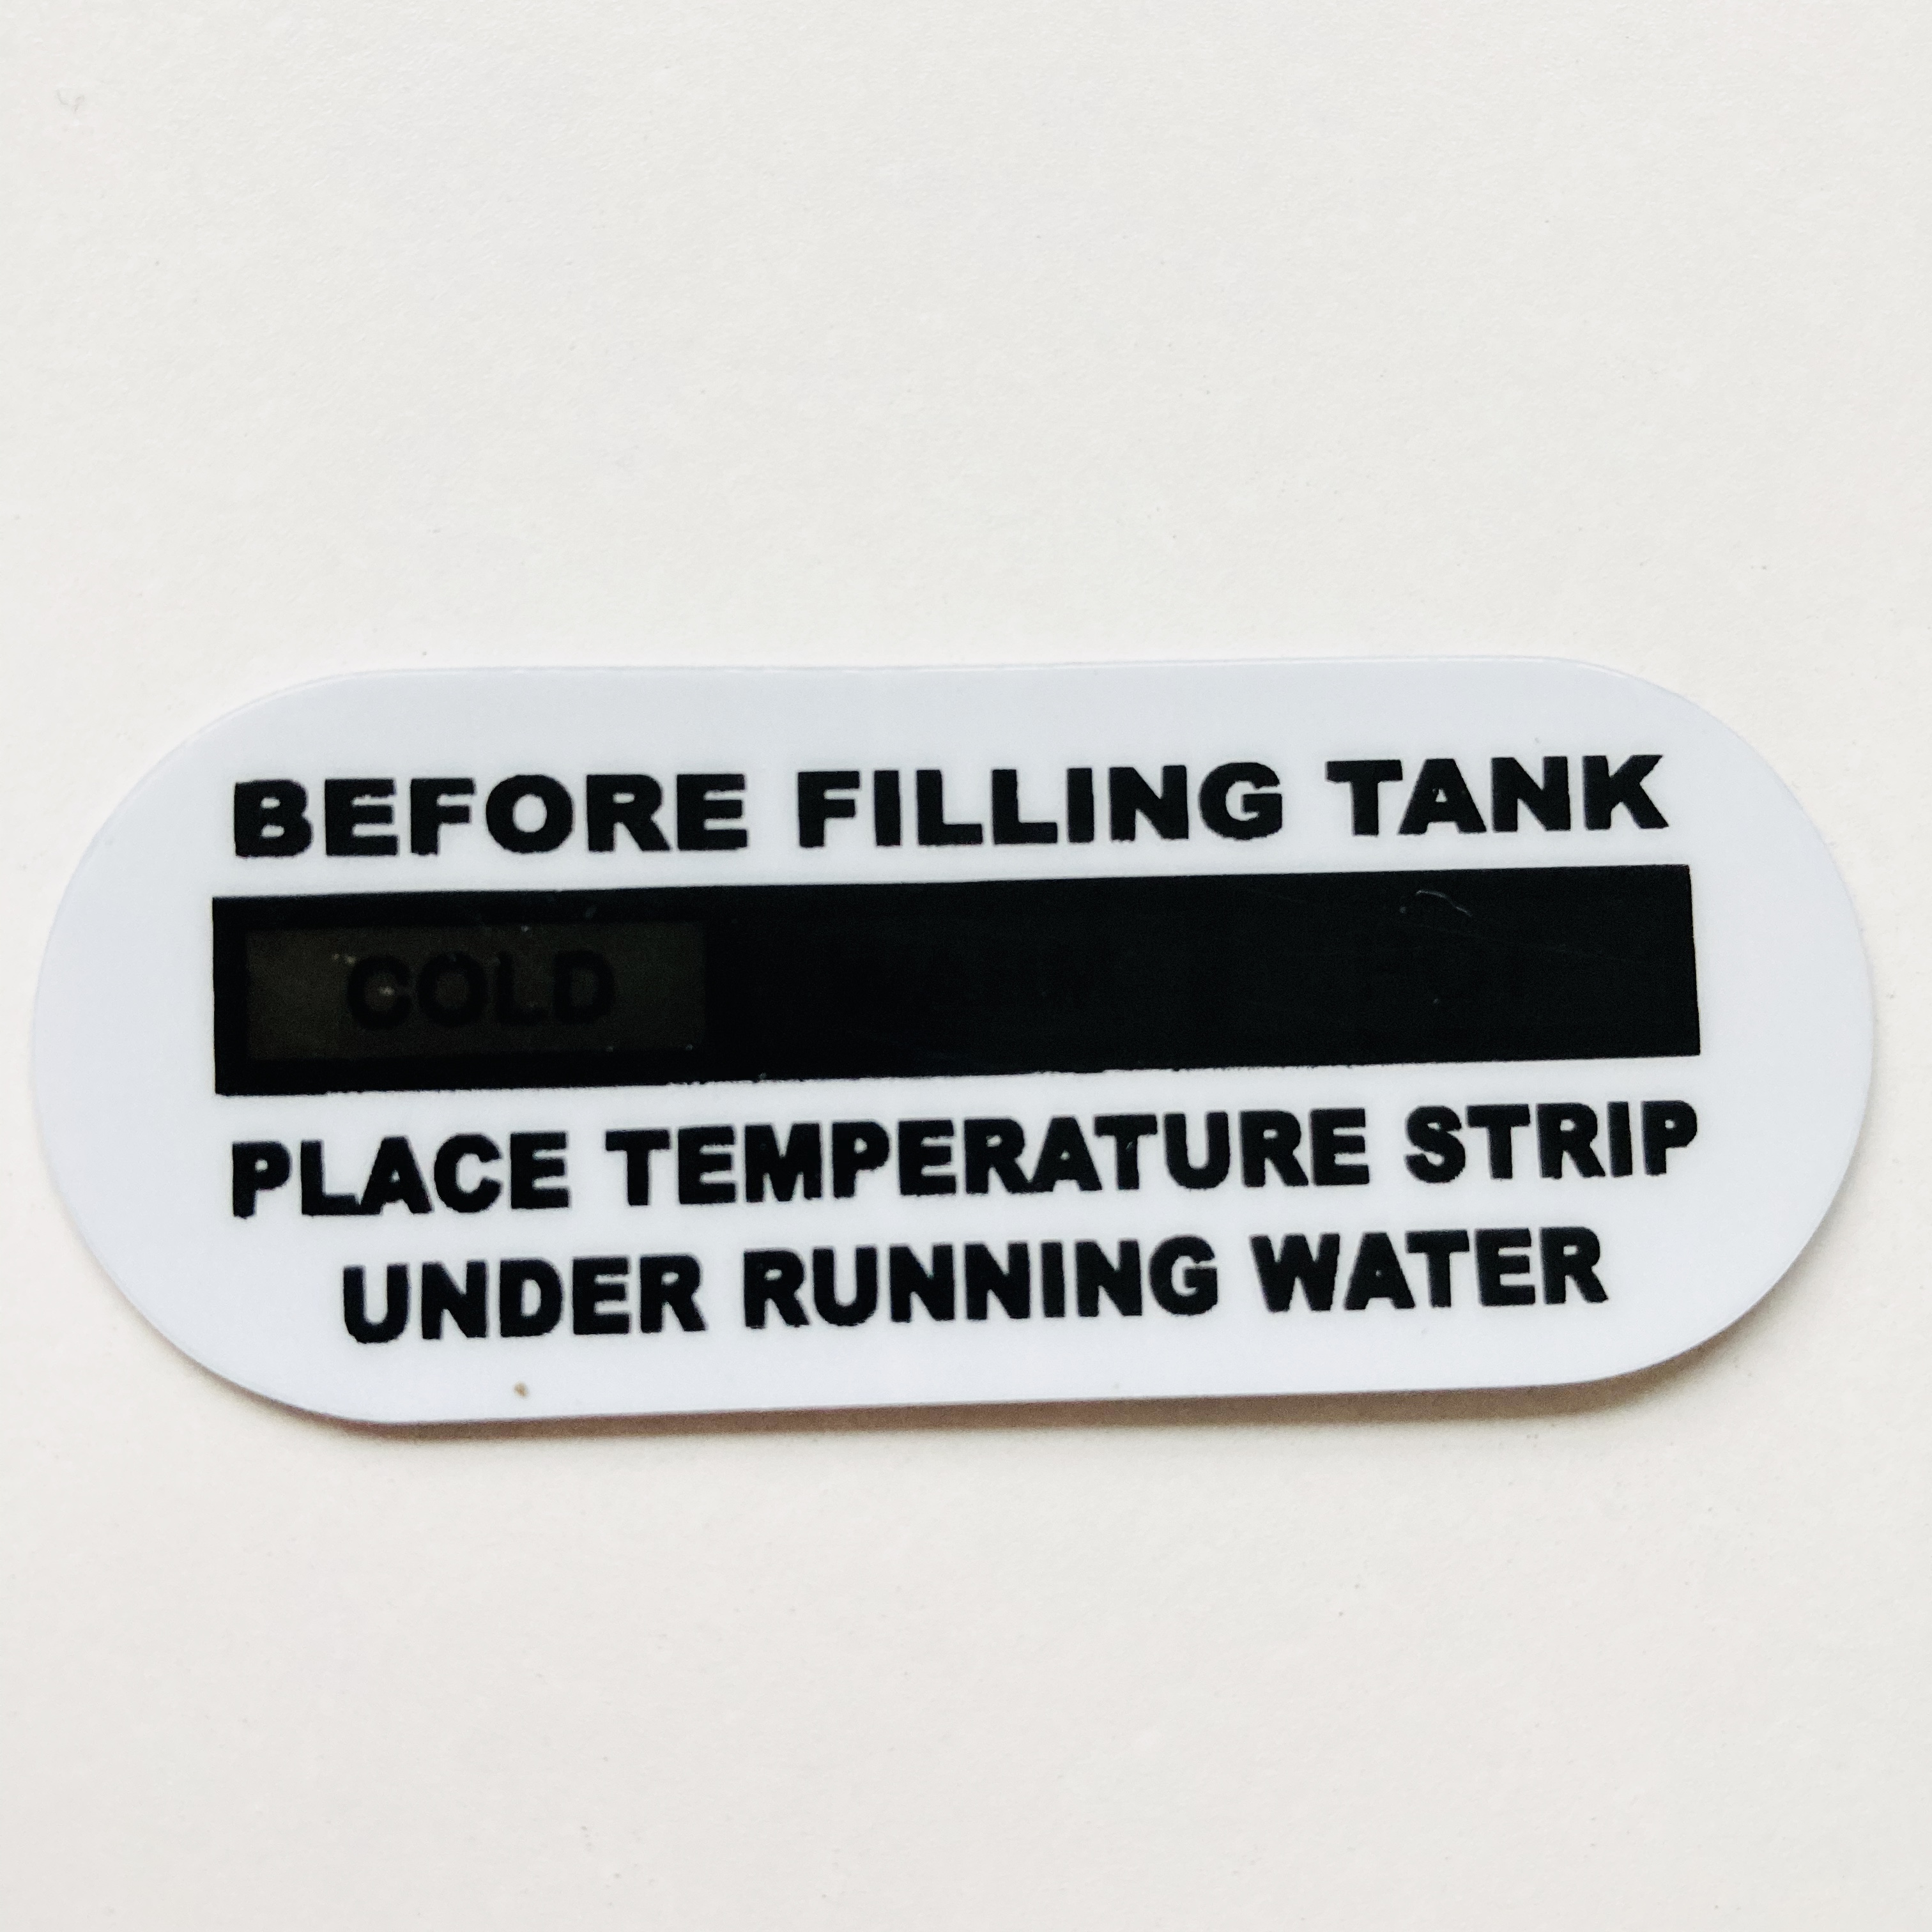 BEFORE FILLING TANK
COLD
PLACE TEMPERATURE STRIP
UNDER RUNNING WATER